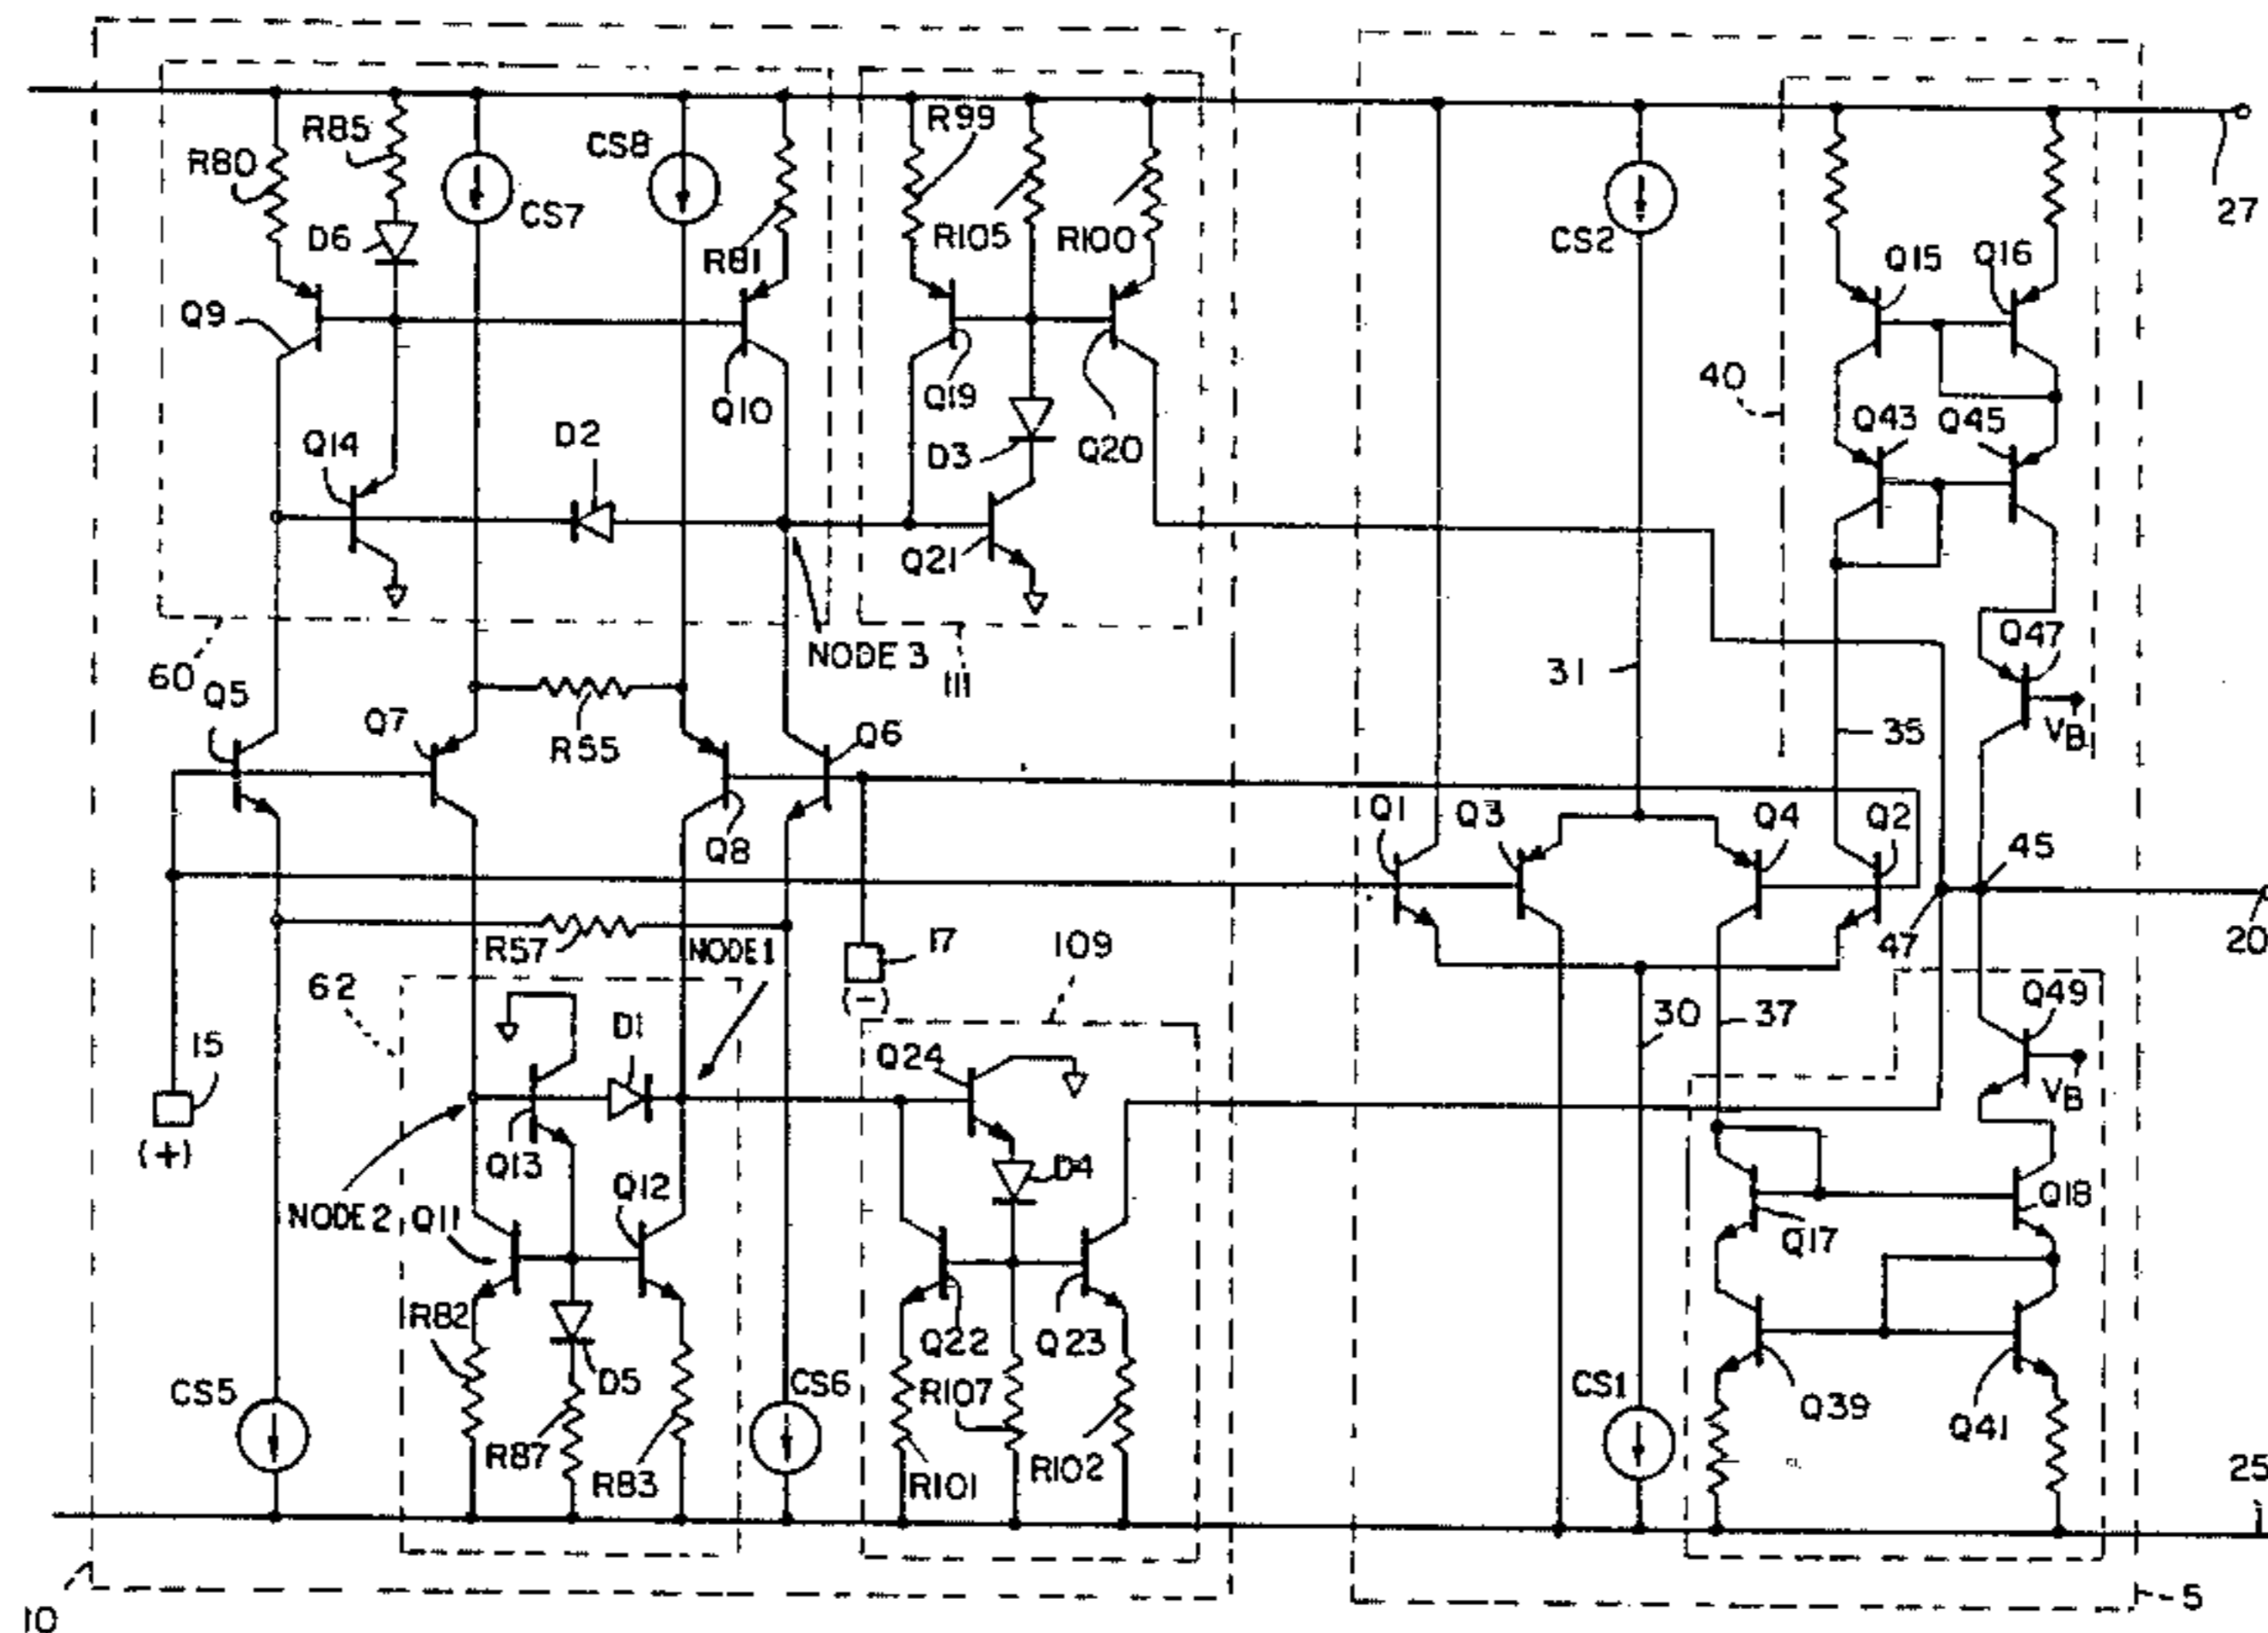 R85
R80
CS8
R99
CS7
D6
R81
R105
R100
CS2
27
Q15
Q16
Q9
Q19
Q10
40
Q43
Q45
Q14
D2
D3
Q20
Q21
NODE 3
60
Q5
111
31
Q47
Q7
R55
Q6
35
VB
Q1
Q3
Q4
Q2
Q8
45
R57
NODE 1
17
109
47
20
62
(-)
Q49
D1
30
37
15
Q24
VB
(+)
Q13
D4
Q12
Q18
NODE 2
Q11
Q17
R82
Q22
Q23
CS5
D5
CS6
R107
CS1
Q39
Q41
R87
R83
R101
R102
25
10
5